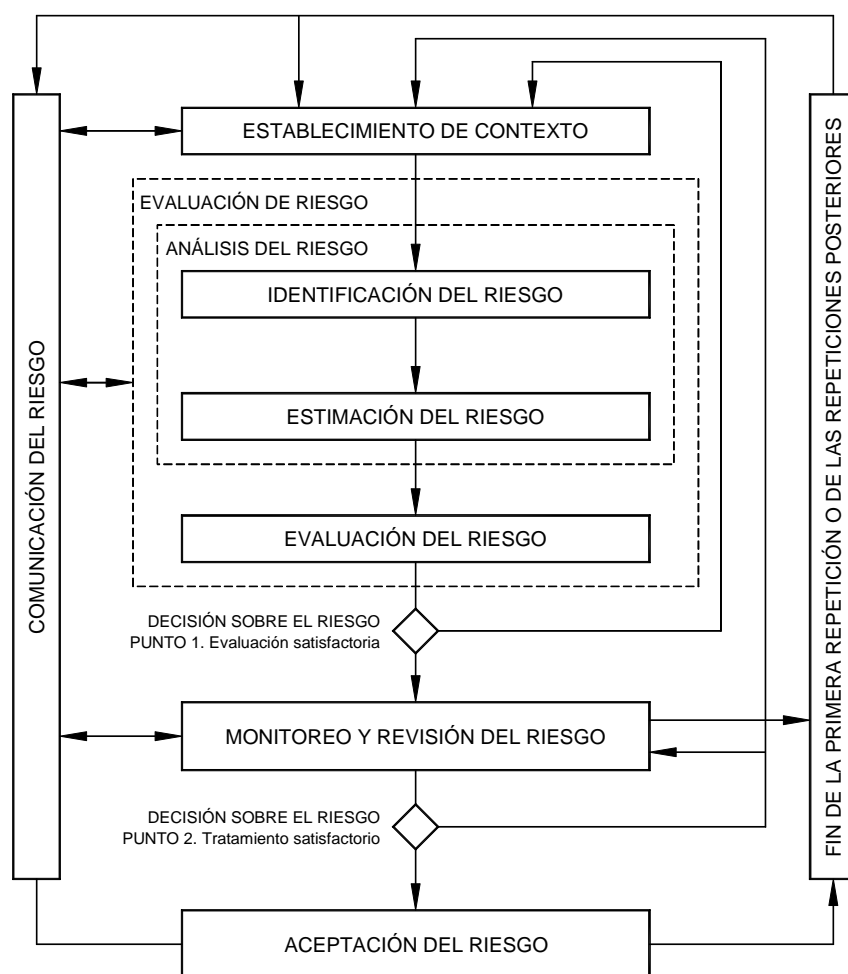 ESTABLECIMIENTO DE CONTEXTO
EVALUACIÓN DE RIESGO
ANÁLISIS DEL RIESGO
IDENTIFICACIÓN DEL RIESGO
ESTIMACIÓN DEL RIESGO
EVALUACIÓN DEL RIESGO
DECISIÓN SOBRE EL RIESGO
PUNTO 1. Evaluación satisfactoria
MONITOREO Y REVISIÓN DEL RIESGO
DECISIÓN SOBRE EL RIESGO
PUNTO 2. Tratamiento satisfactorio
ACEPTACIÓN DEL RIESGO
COMUNICACIÓN DEL RIESGO
FIN DE LA PRIMERA REPETICIÓN O DE LAS REPETICIONES POSTERIORES